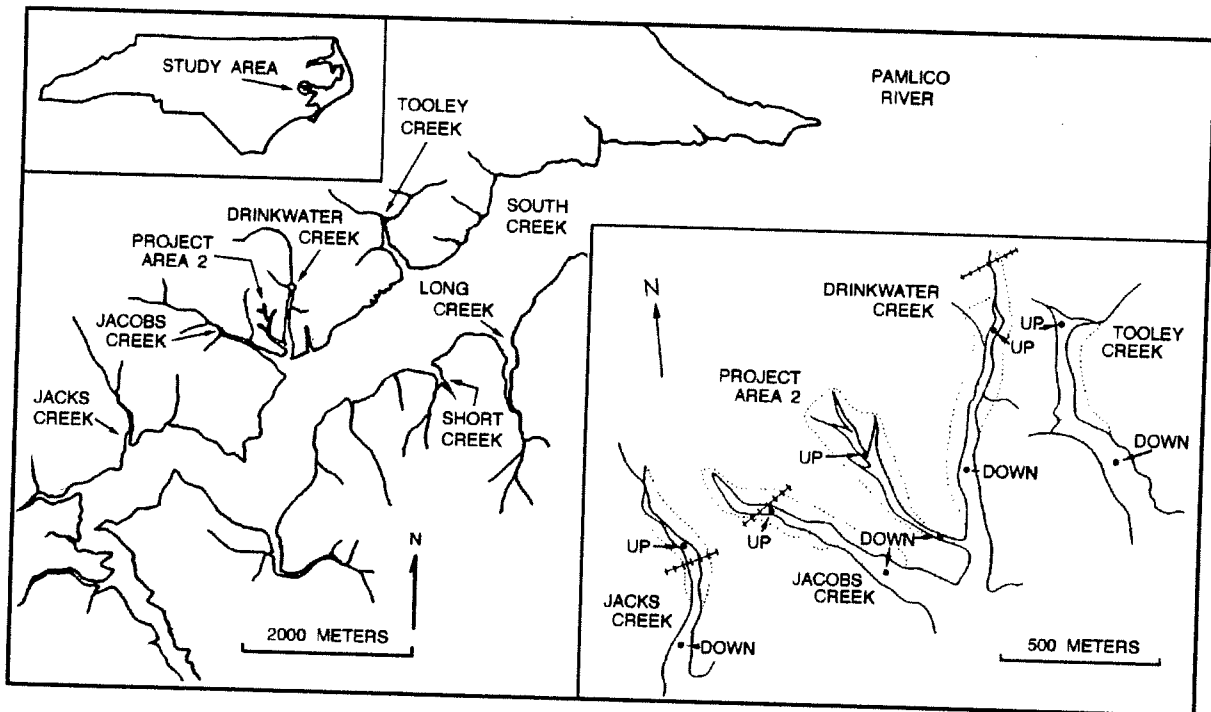 STUDY AREA
PAMLICO
RIVER
TOOLEY
CREEK
SOUTH
CREEK
DRINKWATER
CREEK
PROJECT
AREA 2
LONG
CREEK
JACOBS
CREEK
JACKS
CREEK
SHORT
CREEK
N
2000 METERS
N
DRINKWATER
CREEK
UP
UP
TOOLEY
CREEK
PROJECT
AREA 2
UP
DOWN
DOWN
UP
UP
DOWN
JACOBS
CREEK
JACKS
CREEK
DOWN
500 METERS